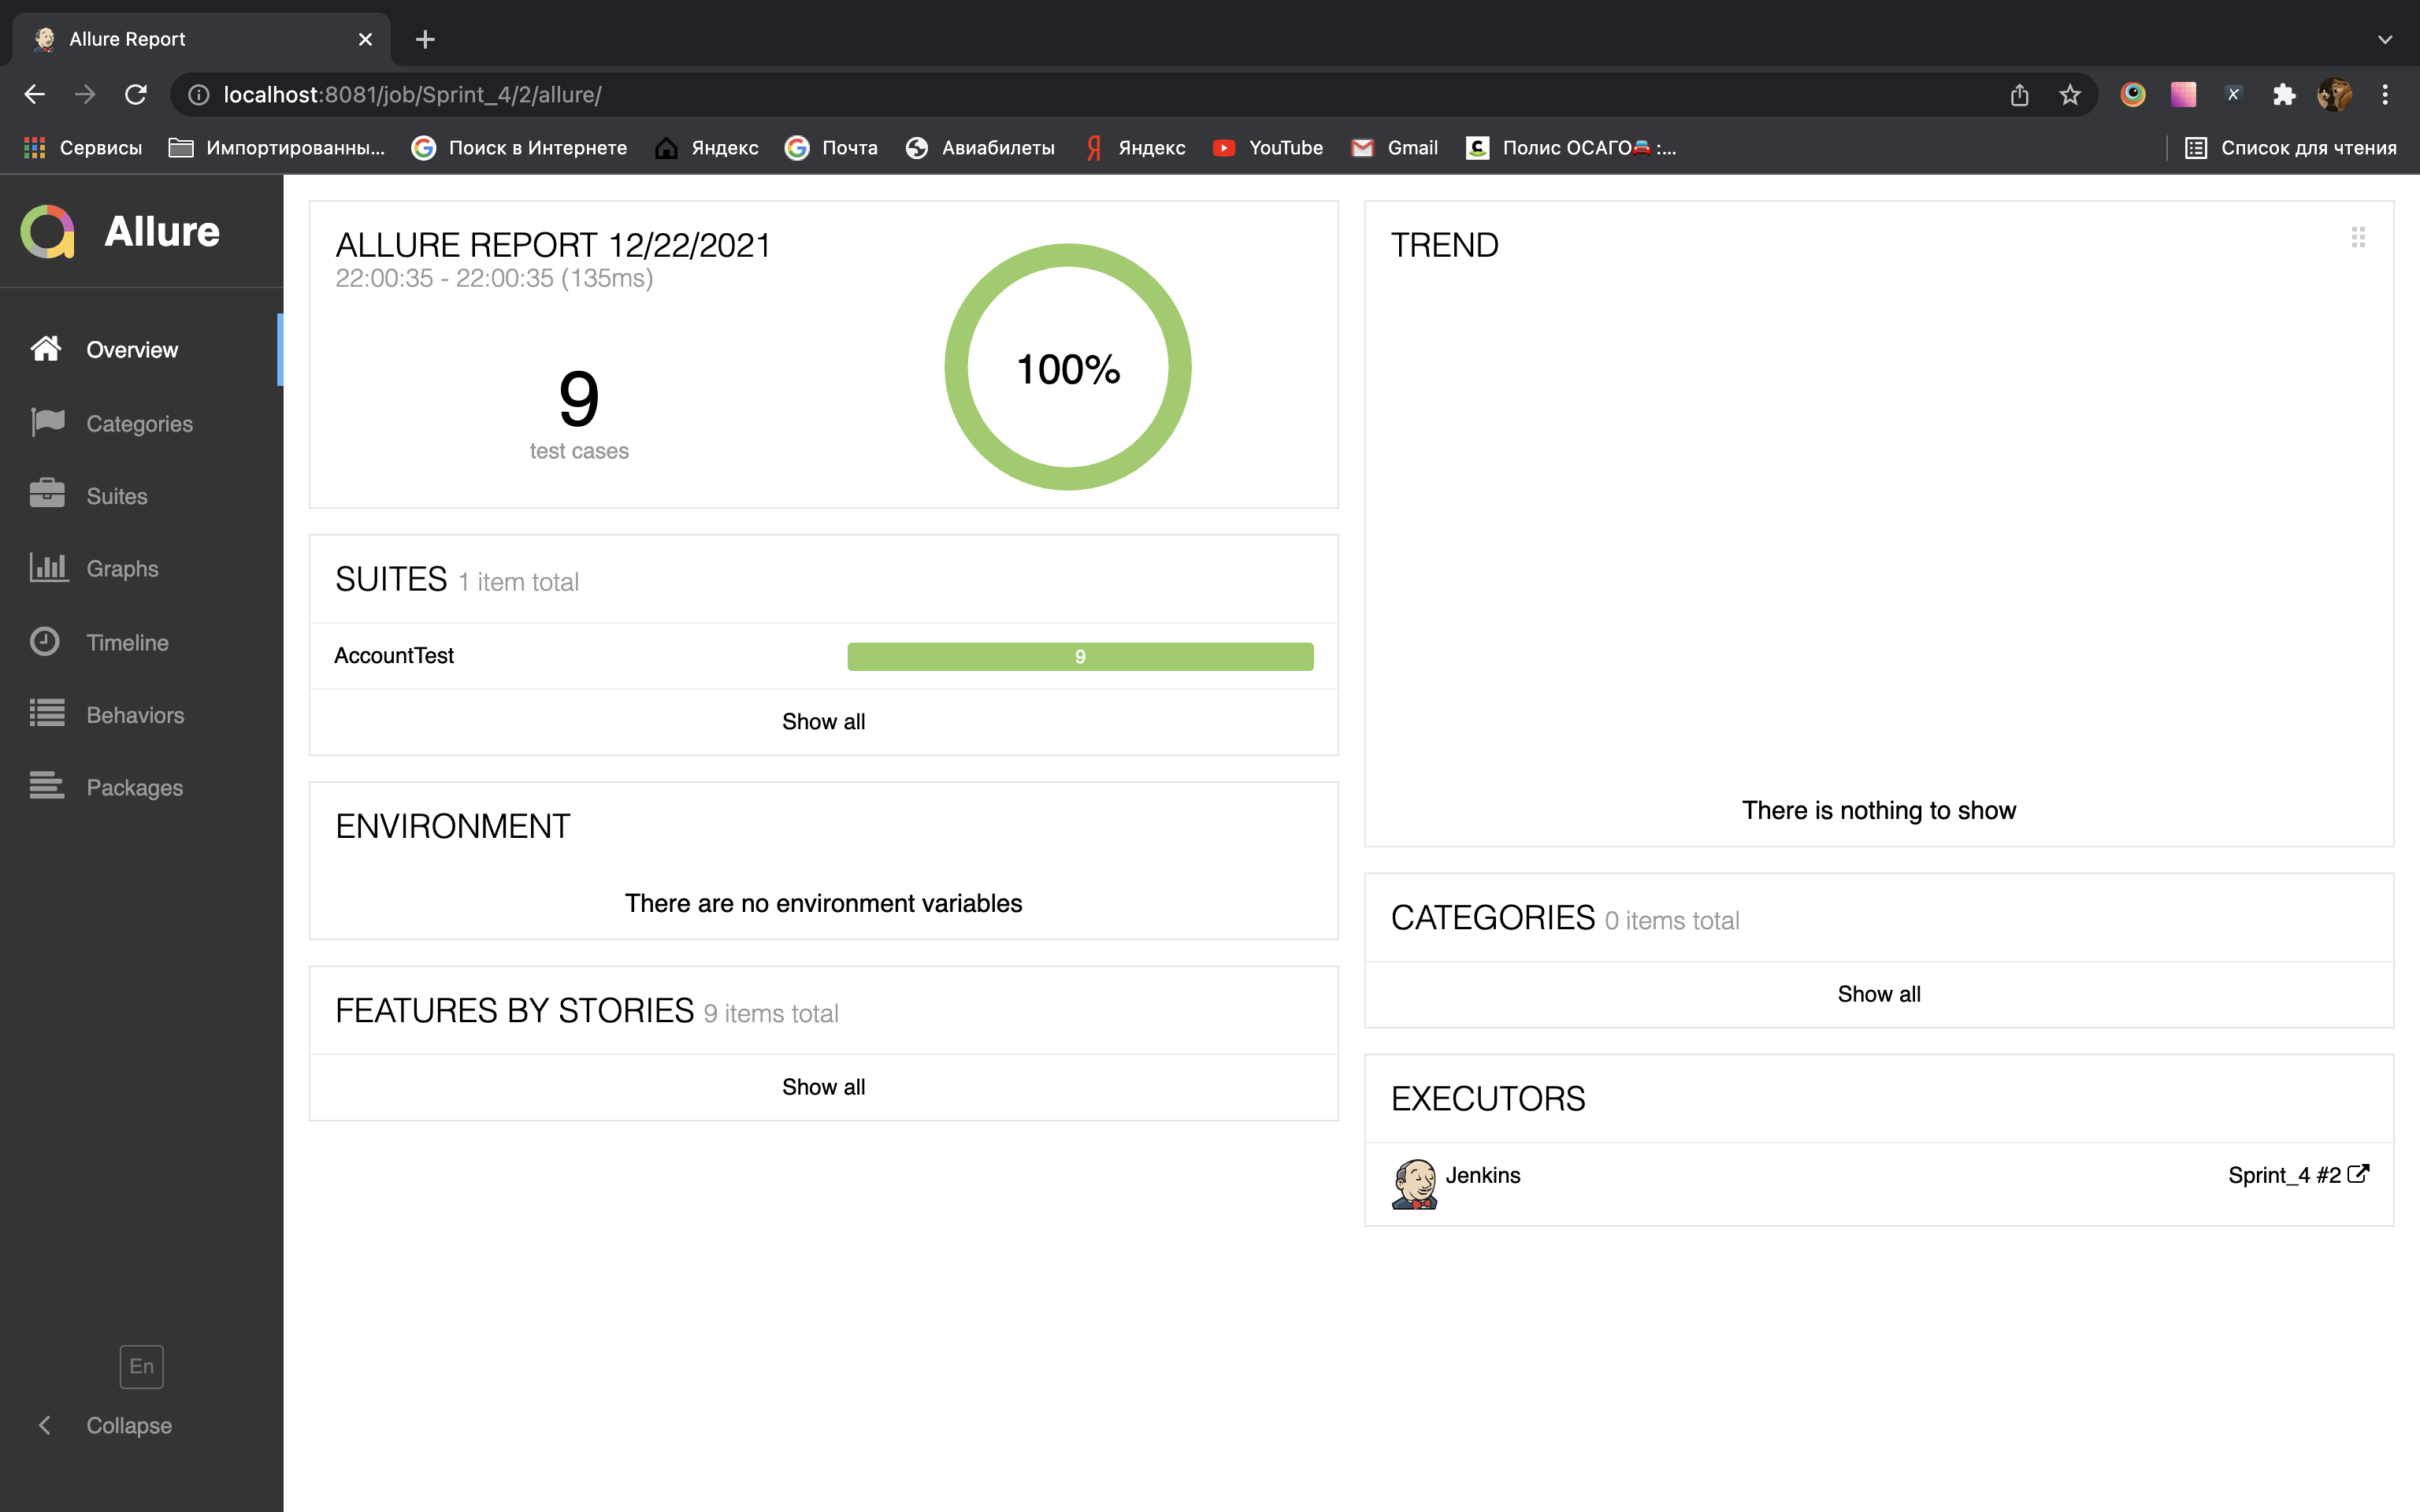 Allure Report
localhost:8081/job/Sprint_4/2/allure/
Сервисы
Импортированны...
Поиск в Интернете
Яндекс
Почта
Авиабилеты
Яндекс
YouTube
Gmail
Полис ОСАГО🚘:...
Список для чтения
Allure
Overview
Categories
Suites
Graphs
Timeline
Behaviors
Packages
En
Collapse
ALLURE REPORT 12/22/2021
22:00:35 - 22:00:35 (135ms)
9
test cases
100%
SUITES 1 item total
AccountTest 9
Show all
ENVIRONMENT
There are no environment variables
FEATURES BY STORIES 9 items total
Show all
TREND
There is nothing to show
CATEGORIES 0 items total
Show all
EXECUTORS
Jenkins Sprint_4 #2